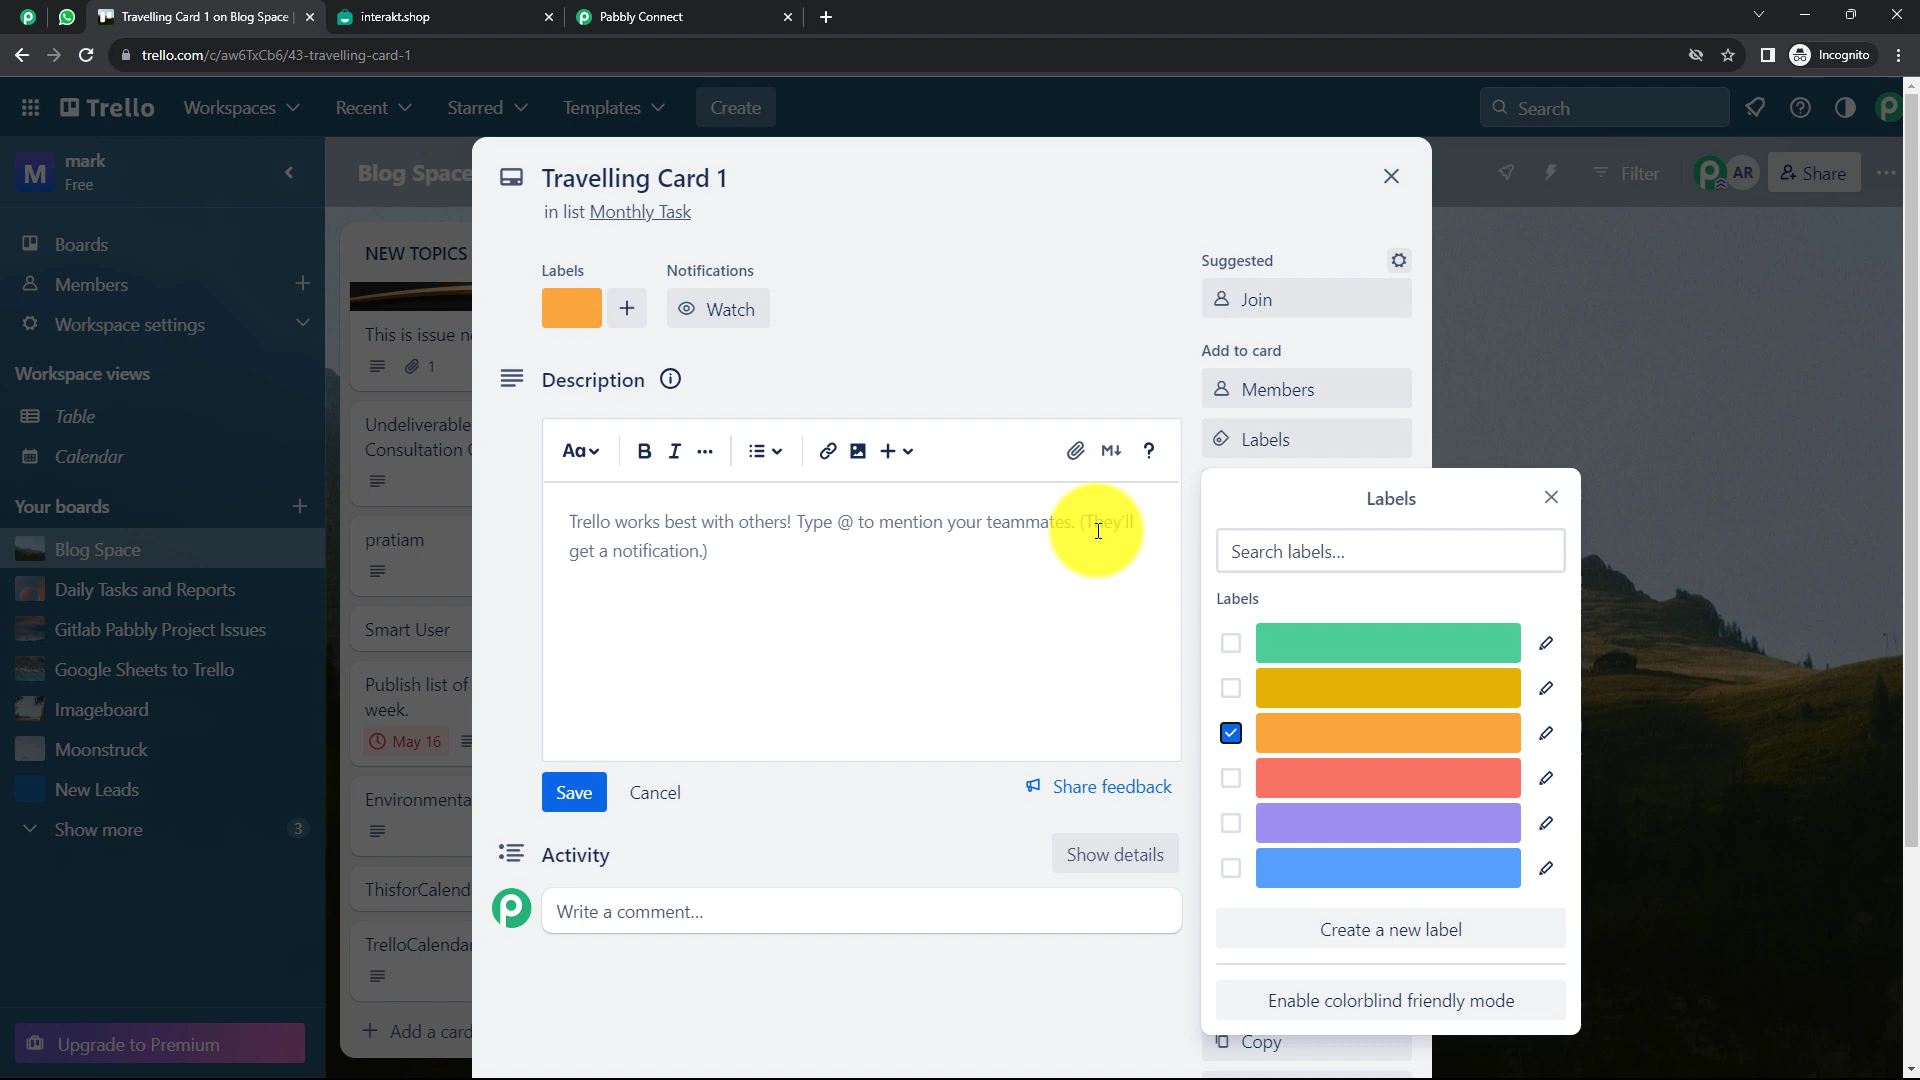 Travelling Card 1 on Blog Space
interakt.shop
Pabbly Connect
trello.com/c/aw6TxCb6/43-travelling-card-1
Incognito
Trello
Workspaces
Recent
Starred
Templates
Create
Search
M
mark
Free
Blog Space
Filter
AR
Share
Boards
Members
Workspace settings
Workspace views
Table
Calendar
Your boards
Blog Space
Daily Tasks and Reports
Gitlab Pabbly Project Issues
Google Sheets to Trello
Imageboard
Moonstruck
New Leads
Show more
3
Upgrade to Premium
NEW TOPICS
This is issue
1
Undeliverable
Consultation
pratiam
Smart User
Publish list of
week.
May 16
Environmenta
ThisforCalend
TrelloCalendar
Add a card
Travelling Card 1
in list Monthly Task
Labels
Notifications
Watch
Description
Aa
B I
M
?
Trello works best with others! Type @ to mention your teammates. (They'll
get a notification.)
Save
Cancel
Share feedback
Activity
Show details
Write a comment...
Suggested
Join
Add to card
Members
Labels
Labels
Search labels...
Labels
Create a new label
Enable colorblind friendly mode
Copy